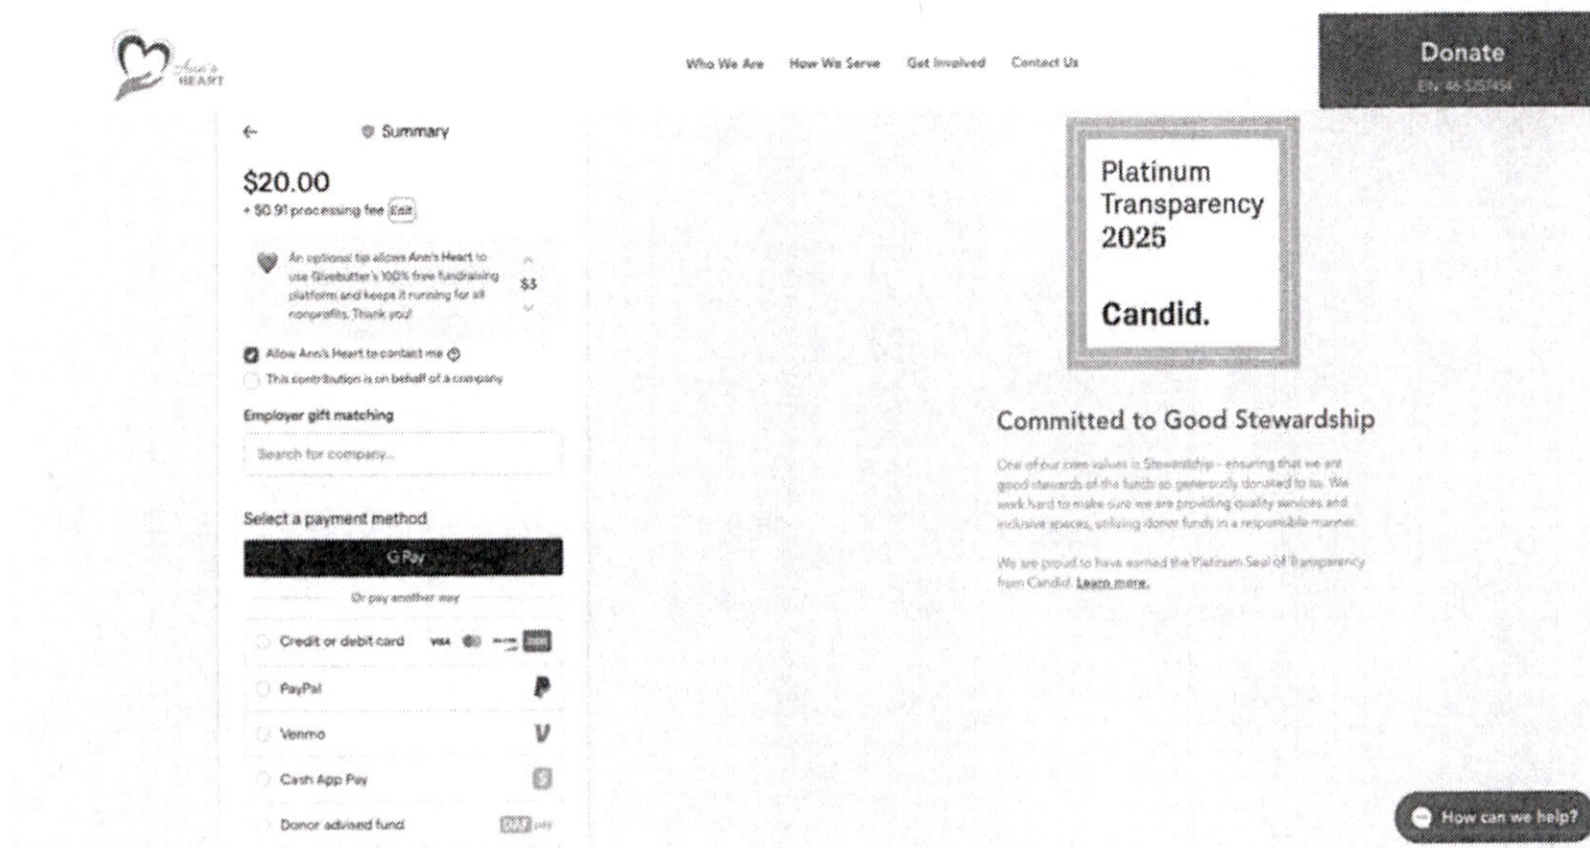 Ann's
HEART
Who We Are
How We Serve
Get Involved
Contact Us
Donate
EIN: 46-5257454
Summary
$20.00
+ $0.91 processing fee Edit
An optional tip allows Ann's Heart to
use Givebutter's 100% free fundraising
platform and keeps it running for all
nonprofits. Thank you!
$3
Allow Ann's Heart to contact me
This contribution is on behalf of a company
Employer gift matching
Search for company...
Select a payment method
G Pay
Or pay another way
Credit or debit card VISA
PayPal
Venmo
Cash App Pay
Donor advised fund DAF pay
Platinum
Transparency
2025
Candid.
Committed to Good Stewardship
One of our core values is Stewardship - ensuring that we are
good stewards of the funds so generously donated to us. We
work hard to make sure we are providing quality services and
inclusive spaces, utilizing donor funds in a responsible manner.
We are proud to have earned the Platinum Seal of Transparency
from Candid. Learn more.
How can we help?